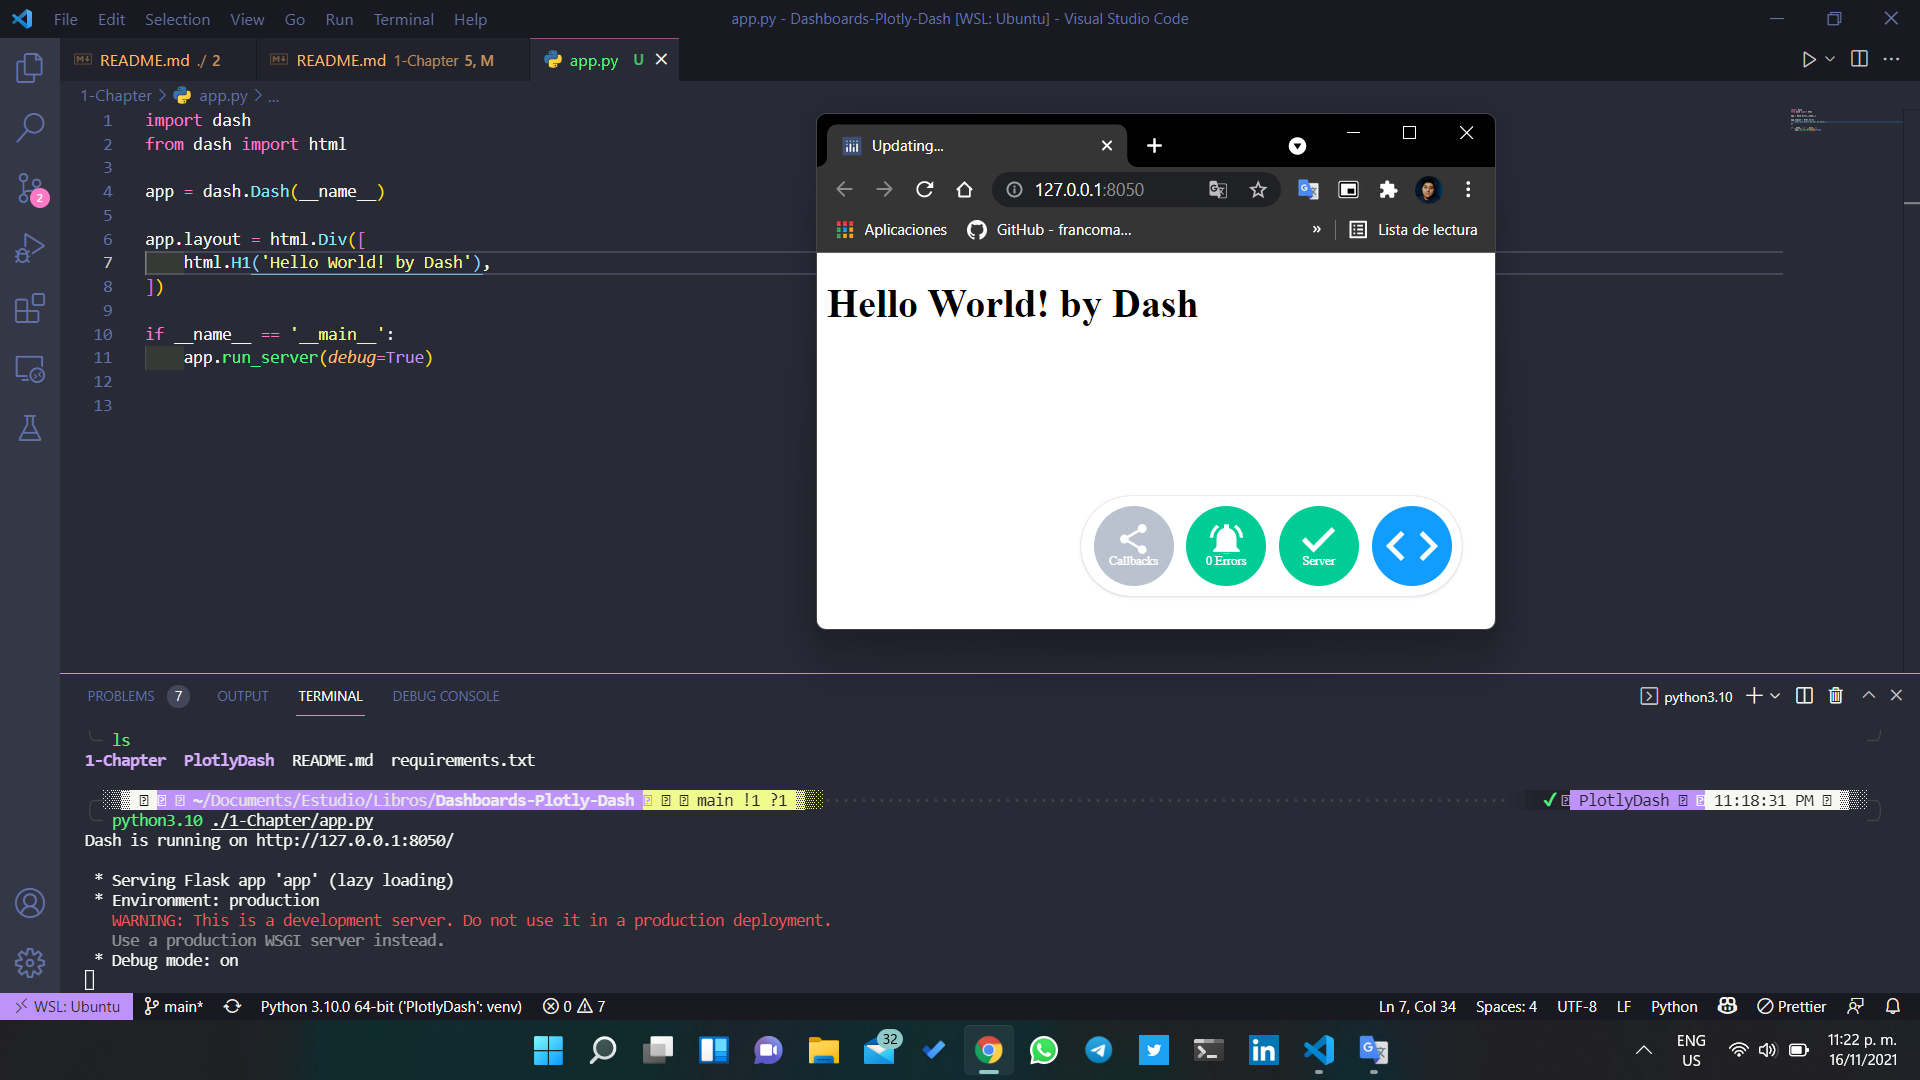 File Edit Selection View Go Run Terminal Help
app.py - Dashboards-Plotly-Dash [WSL: Ubuntu] - Visual Studio Code
README.md ./ 2
README.md 1-Chapter 5, M
app.py U
1-Chapter > app.py > ...
1 import dash
2 from dash import html
3
4 app = dash.Dash(__name__)
5
6 app.layout = html.Div([
7 html.H1('Hello World! by Dash'),
8 ])
9
10 if __name__ == '__main__':
11 app.run_server(debug=True)
12
13
2
Updating...
127.0.0.1:8050
Aplicaciones
GitHub - francoma...
»
Lista de lectura
Hello World! by Dash
Callbacks
0 Errors
Server
PROBLEMS 7 OUTPUT TERMINAL DEBUG CONSOLE
python3.10
ls
1-Chapter PlotlyDash README.md requirements.txt
~/Documents/Estudio/Libros/Dashboards-Plotly-Dash main !1 ?1 PlotlyDash 11:18:31 PM
python3.10 ./1-Chapter/app.py
Dash is running on http://127.0.0.1:8050/
* Serving Flask app 'app' (lazy loading)
* Environment: production
WARNING: This is a development server. Do not use it in a production deployment.
Use a production WSGI server instead.
* Debug mode: on
WSL: Ubuntu main* Python 3.10.0 64-bit ('PlotlyDash': venv) 0 7
Ln 7, Col 34 Spaces: 4 UTF-8 LF Python Prettier
32
ENG
US
11:22 p. m.
16/11/2021